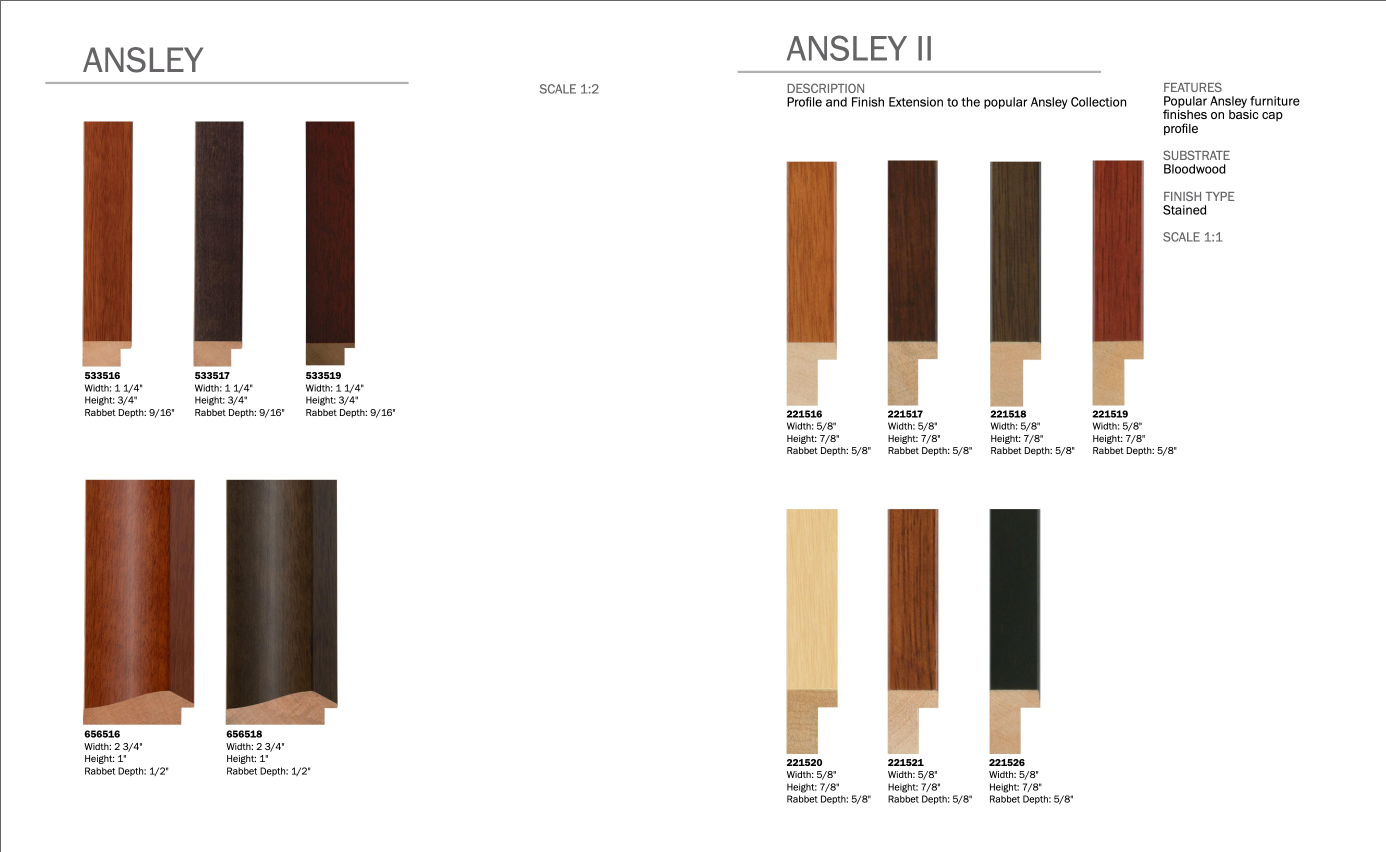 ANSLEY
SCALE 1:2
533516
Width: 1 1/4"
Height: 3/4"
Rabbet Depth: 9/16"
533517
Width: 1 1/4"
Height: 3/4"
Rabbet Depth: 9/16"
533519
Width: 1 1/4"
Height: 3/4"
Rabbet Depth: 9/16"
656516
Width: 2 3/4"
Height: 1"
Rabbet Depth: 1/2"
656518
Width: 2 3/4"
Height: 1"
Rabbet Depth: 1/2"
ANSLEY II
DESCRIPTION
Profile and Finish Extension to the popular Ansley Collection
FEATURES
Popular Ansley furniture
finishes on basic cap
profile
SUBSTRATE
Bloodwood
FINISH TYPE
Stained
SCALE 1:1
221516
Width: 5/8"
Height: 7/8"
Rabbet Depth: 5/8"
221517
Width: 5/8"
Height: 7/8"
Rabbet Depth: 5/8"
221518
Width: 5/8"
Height: 7/8"
Rabbet Depth: 5/8"
221519
Width: 5/8"
Height: 7/8"
Rabbet Depth: 5/8"
221520
Width: 5/8"
Height: 7/8"
Rabbet Depth: 5/8"
221521
Width: 5/8"
Height: 7/8"
Rabbet Depth: 5/8"
221526
Width: 5/8"
Height: 7/8"
Rabbet Depth: 5/8"